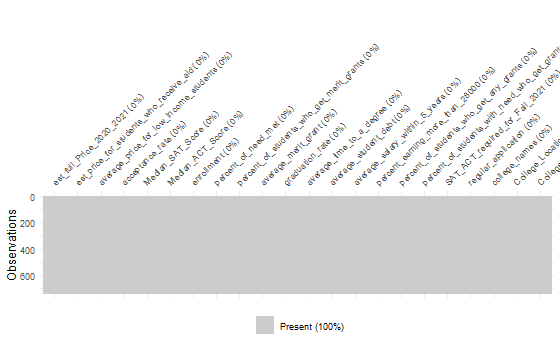 est_full_Price_2020_2021 (0%)
est_price_for_students_who_receive_aid (0%)
average_price_for_low_income_students (0%)
acceptance_rate (0%)
Median_SAT_Score (0%)
Median_ACT_Score (0%)
enrollment (0%)
percent_of_need_met (0%)
percent_of_students_who_get_merit_grants (0%)
average_merit_grant (0%)
graduation_rate (0%)
average_time_to_a_degree (0%)
average_student_debt (0%)
average_salary_within_5_years (0%)
percent_earning_more_than_28000 (0%)
percent_of_students_who_get_any_grants (0%)
percent_of_students_with_need_who_get_grants
SAT_ACT_required_for_Fall_2021 (0%)
regular_application (0%)
college_names (0%)
College_Locatio
Colleg
Observations
0
200
400
600
Present (100%)